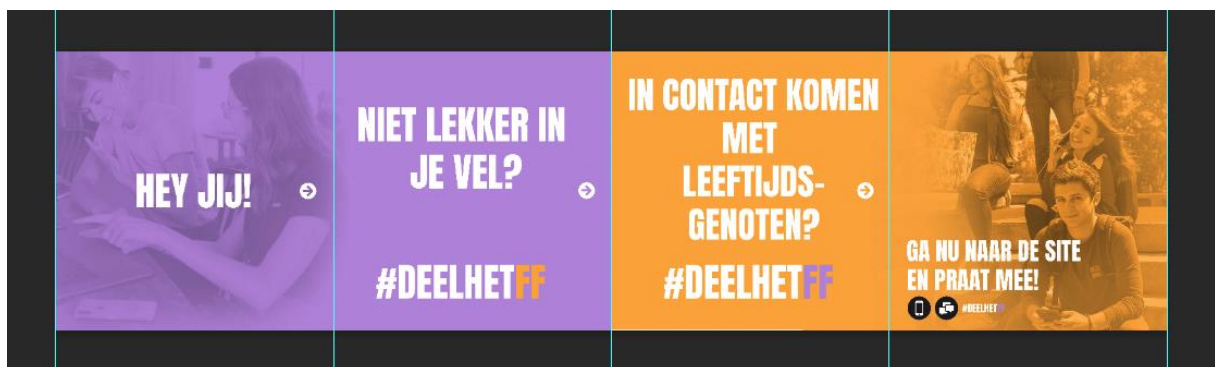 HEY JIJ!
NIET LEKKER IN
JE VEL?
#DEELHETFF
IN CONTACT KOMEN
MET
LEEFTIJDS-
GENOTEN?
#DEELHETFF
GA NU NAAR DE SITE
EN PRAAT MEE!
#DEELHETFF